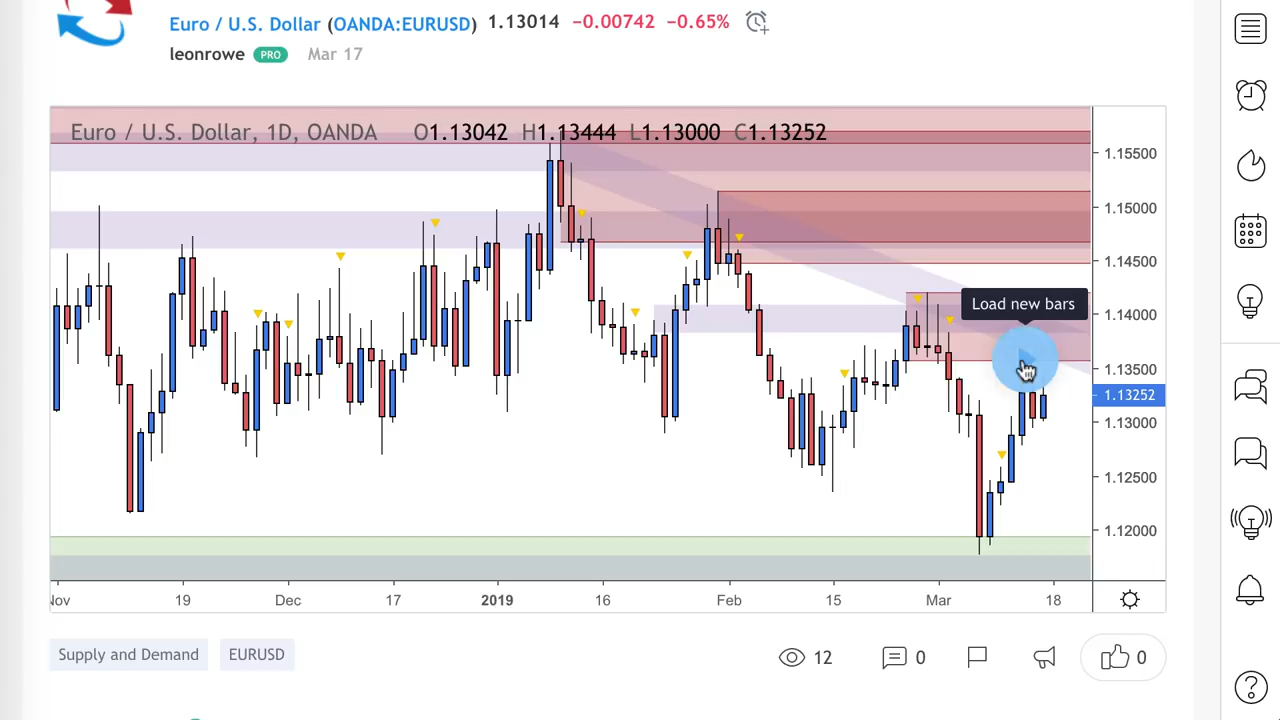 Euro / U.S. Dollar (OANDA:EURUSD) 1.13014 −0.00742 −0.65%
leonrowe PRO Mar 17
Euro / U.S. Dollar, 1D, OANDA O1.13042 H1.13444 L1.13000 C1.13252
1.15500
1.15000
1.14500
Load new bars
1.14000
1.13500
1.13252
1.13000
1.12500
1.12000
Nov 19 Dec 17 2019 16 Feb 15 Mar 18
Supply and Demand EURUSD 12 0 0